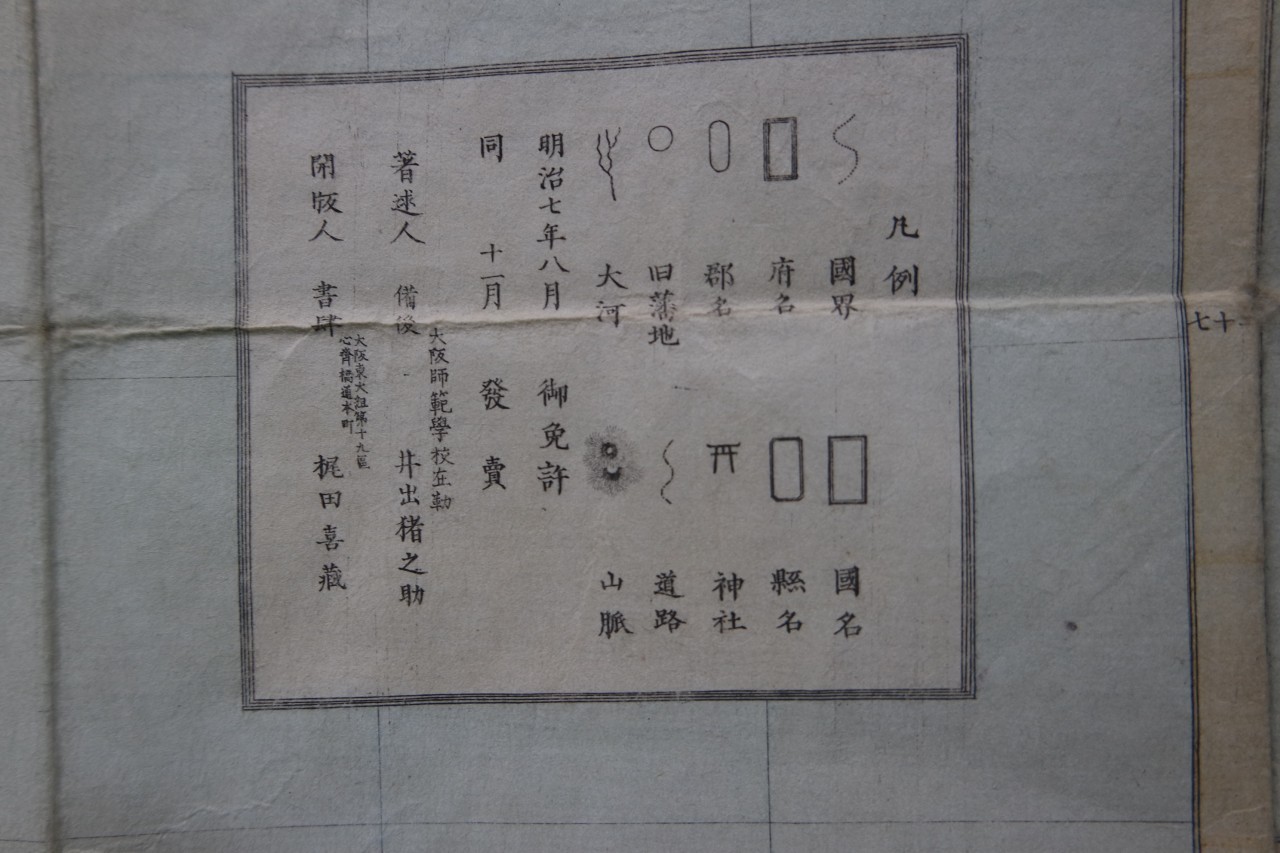 凡例
國界
國名
府名
縣名
郡名
神社
旧藩地
道路
大河
山脈
明治七年八月 御免許
同 十一月 發賣
大阪師範學校在勤
著述人 備後 井出猪之助
大阪東大組第十九區
心齊橋通本町
開版人 書肆 梶田喜藏
十七